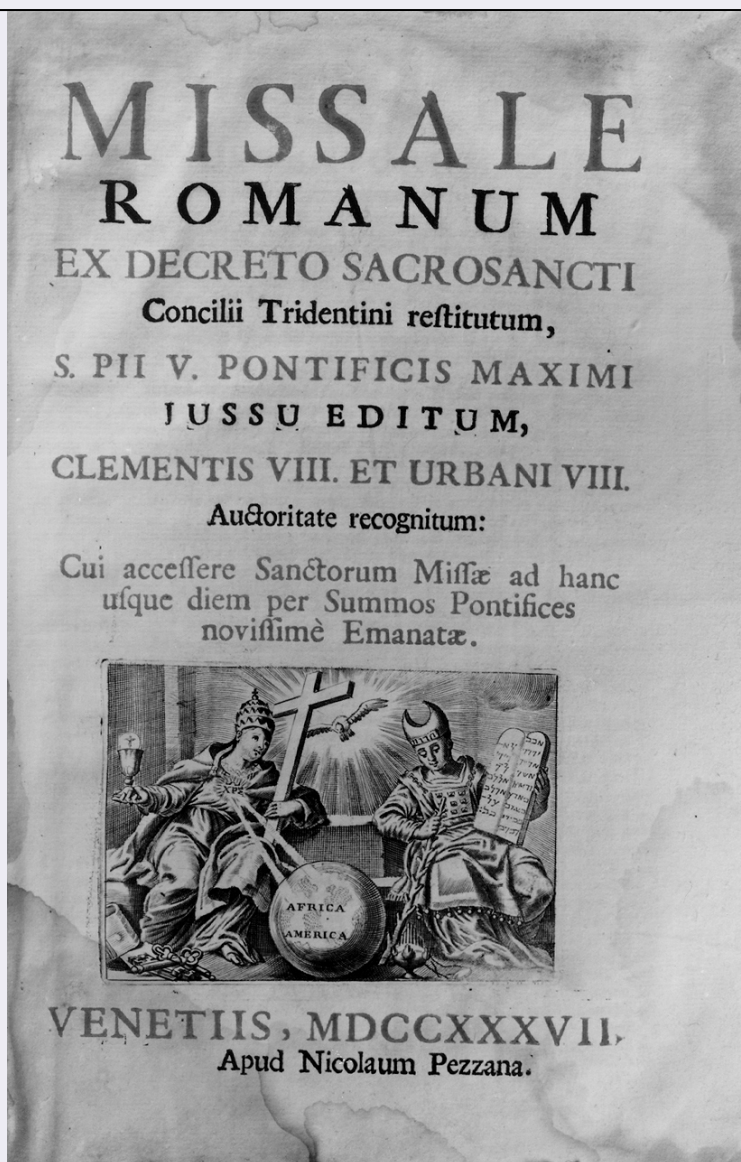 MISSALE
ROMANUM
EX DECRETO SACROSANCTI
Concilii Tridentini reſtitutum,
S. PII V. PONTIFICIS MAXIMI
JUSSU EDITUM,
CLEMENTIS VIII. ET URBANI VIII.
Auctoritate recognitum:
Cui acceſſere Sanctorum Miſſæ ad hanc
uſque diem per Summos Pontifices
noviſſimè Emanatæ.
AFRICA
AMERICA
VENETIIS, MDCCXXXVII.
Apud Nicolaum Pezzana.